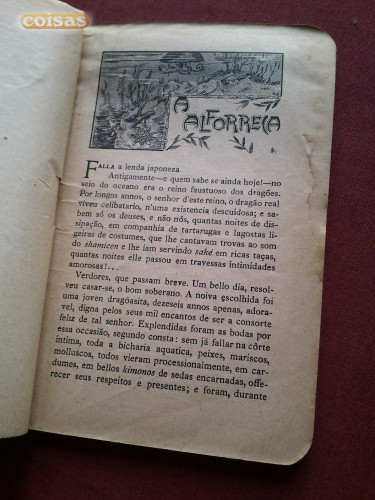 coisas
A
ALFORRECA
FALLA a lenda japoneza.
Antigamente—e quem sabe se ainda hoje!—no
seio do oceano era o reino faustuoso dos dragões.
Por longos annos, o senhor d'este reino, o dragão real
viveu celibatario, n'uma existencia descuidosa; e sa-
bem só os deuses, e não nós, quantas noites de dis-
sipação, em companhia de tartarugas e lagostas li-
geiras de costumes, que lhe cantavam trovas ao som
do shamicen e lhe iam servindo saké em ricas taças,
quantas noites elle passou em travessas intimidades
amorosas!...
Verdores, que passam breve. Um bello dia, resol-
veu casar-se, o bom soberano. A noiva escolhida foi
uma joven dragôasita, dezeseis annos apenas, adora-
vel, digna pelos seus mil encantos de ser a consorte
feliz de tal senhor. Explendidas foram as bodas por
essa occasião, segundo consta: sem já fallar na côrte
intima, toda a bicharia aquatica, peixes, mariscos,
molluscos, todos vieram processionalmente, em car-
dumes, em bellos kimonos de sedas encarnadas, offe-
recer seus respeitos e presentes; e foram, durante